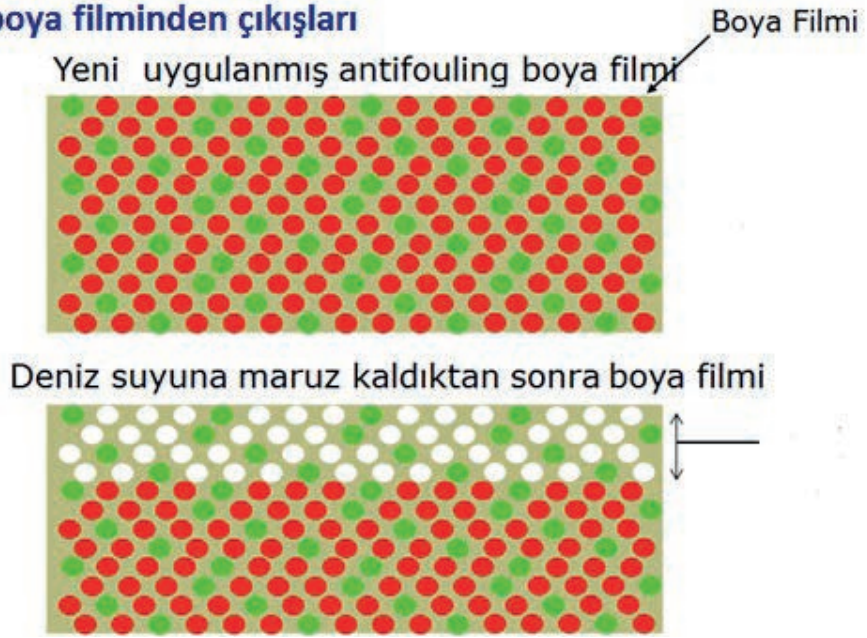 boya filminden çıkışları
Boya Filmi
Yeni uygulanmış antifouling boya filmi
Deniz suyuna maruz kaldıktan sonra boya filmi